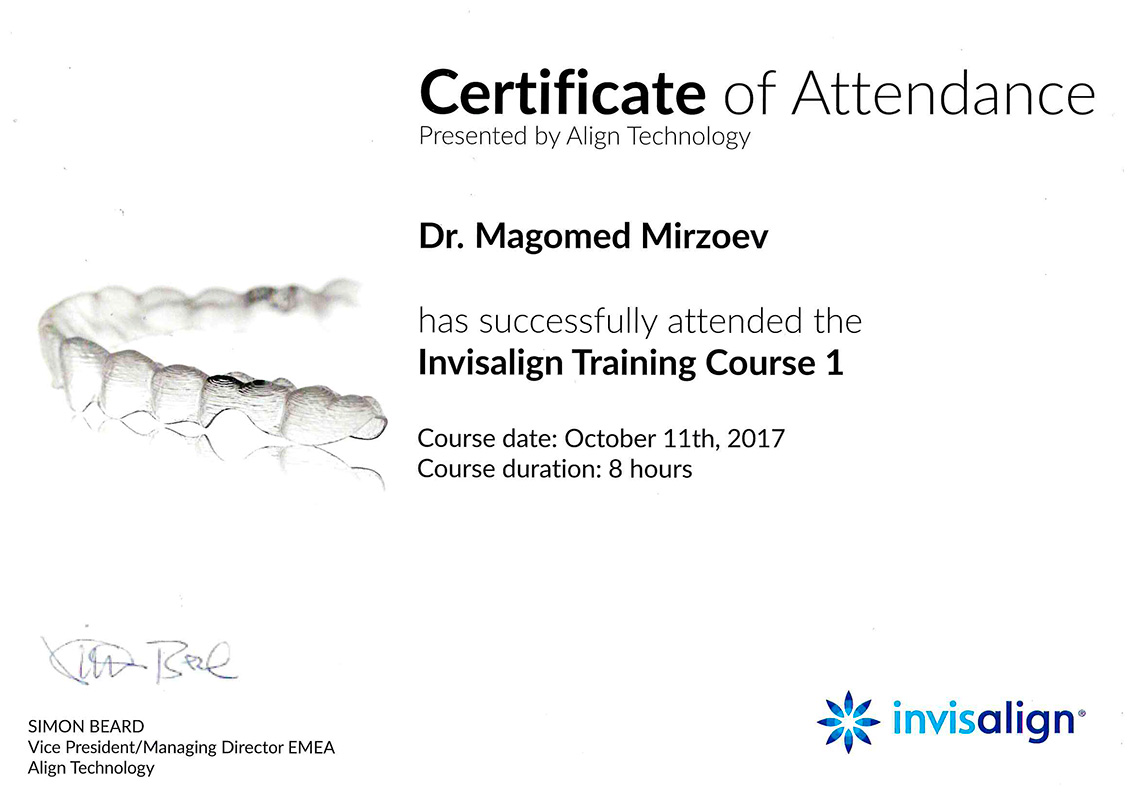 Certificate of Attendance
Presented by Align Technology
Dr. Magomed Mirzoev
has successfully attended the
Invisalign Training Course 1
Course date: October 11th, 2017
Course duration: 8 hours
SIMON BEARD
Vice President/Managing Director EMEA
Align Technology
invisalign®